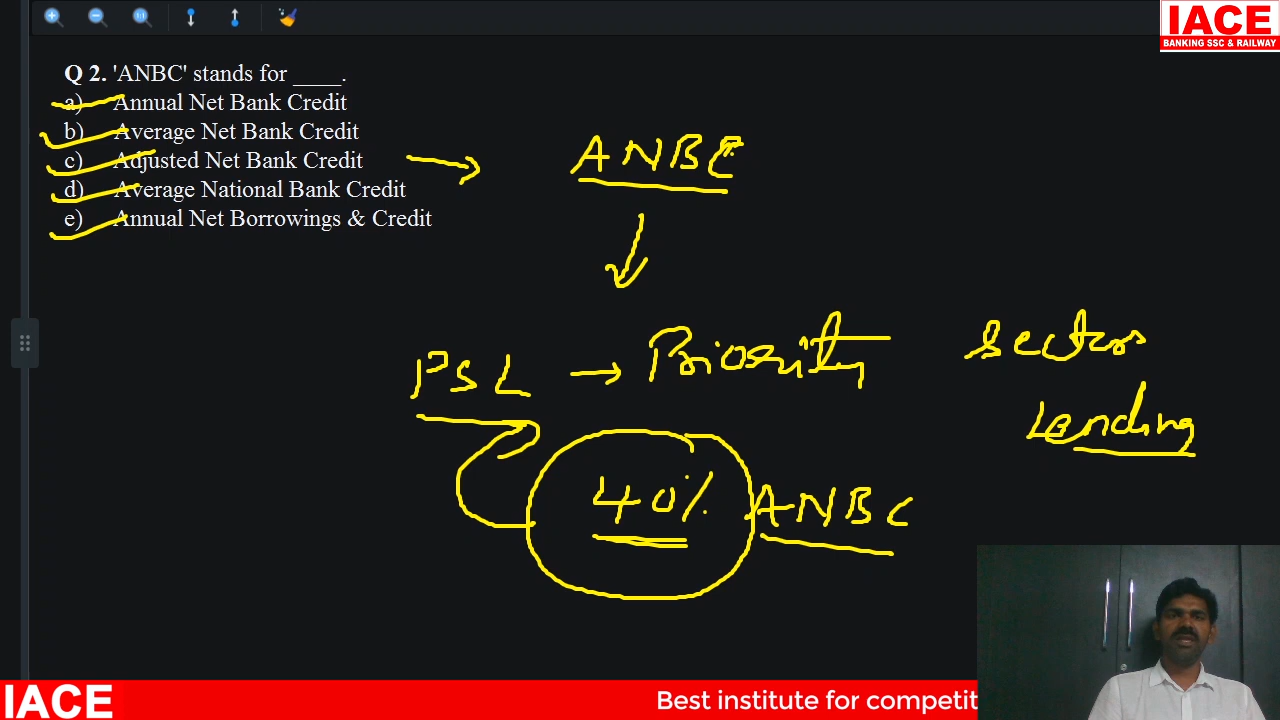 IACE
BANKING SSC & RAILWAY
Q 2. 'ANBC' stands for ____.
a) Annual Net Bank Credit
b) Average Net Bank Credit
c) Adjusted Net Bank Credit
d) Average National Bank Credit
e) Annual Net Borrowings & Credit
ANBC
PSL → Priority Sector
Lending
40% ANBC
IACE
Best institute for competit